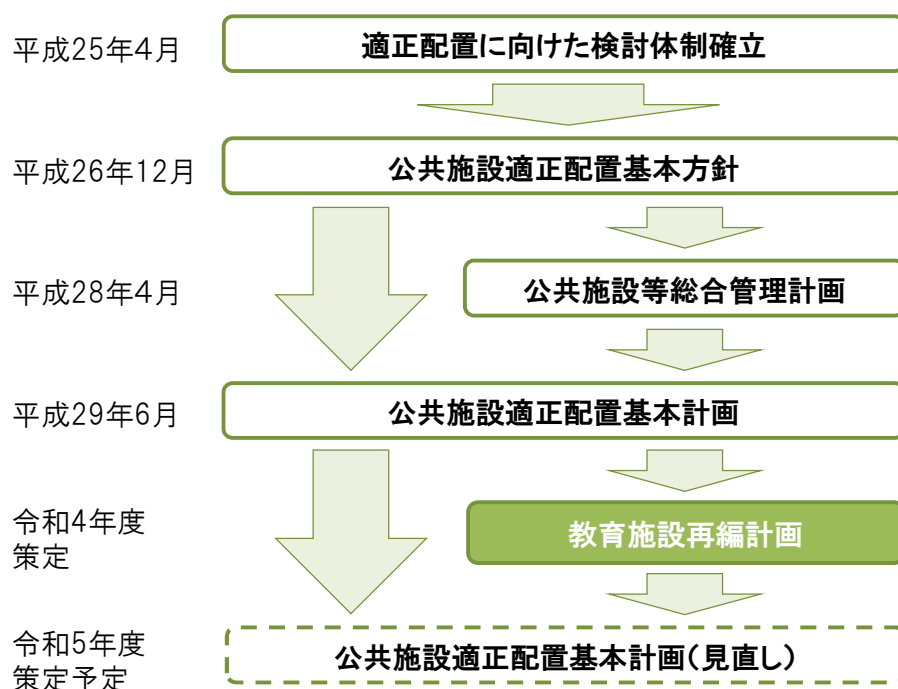 平成25年4月
適正配置に向けた検討体制確立
平成26年12月
公共施設適正配置基本方針
平成28年4月
公共施設等総合管理計画
平成29年6月
公共施設適正配置基本計画
令和4年度
策定
教育施設再編計画
令和5年度
策定予定
公共施設適正配置基本計画(見直し)